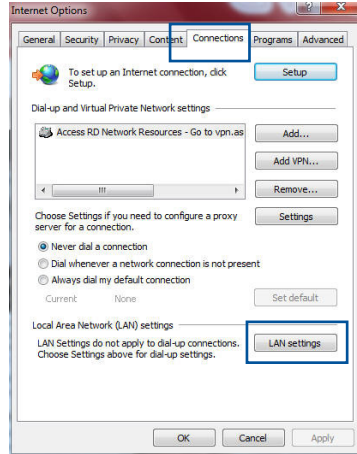 Internet Options
General Security Privacy Content Connections Programs Advanced
To set up an Internet connection, click
Setup.
Setup
Dial-up and Virtual Private Network settings
Access RD Network Resources - Go to vpn.as
Add...
Add VPN...
Remove...
Choose Settings if you need to configure a proxy
server for a connection.
Settings
Never dial a connection
Dial whenever a network connection is not present
Always dial my default connection
Current None
Set default
Local Area Network (LAN) settings
LAN Settings do not apply to dial-up connections.
Choose Settings above for dial-up settings.
LAN settings
OK Cancel Apply